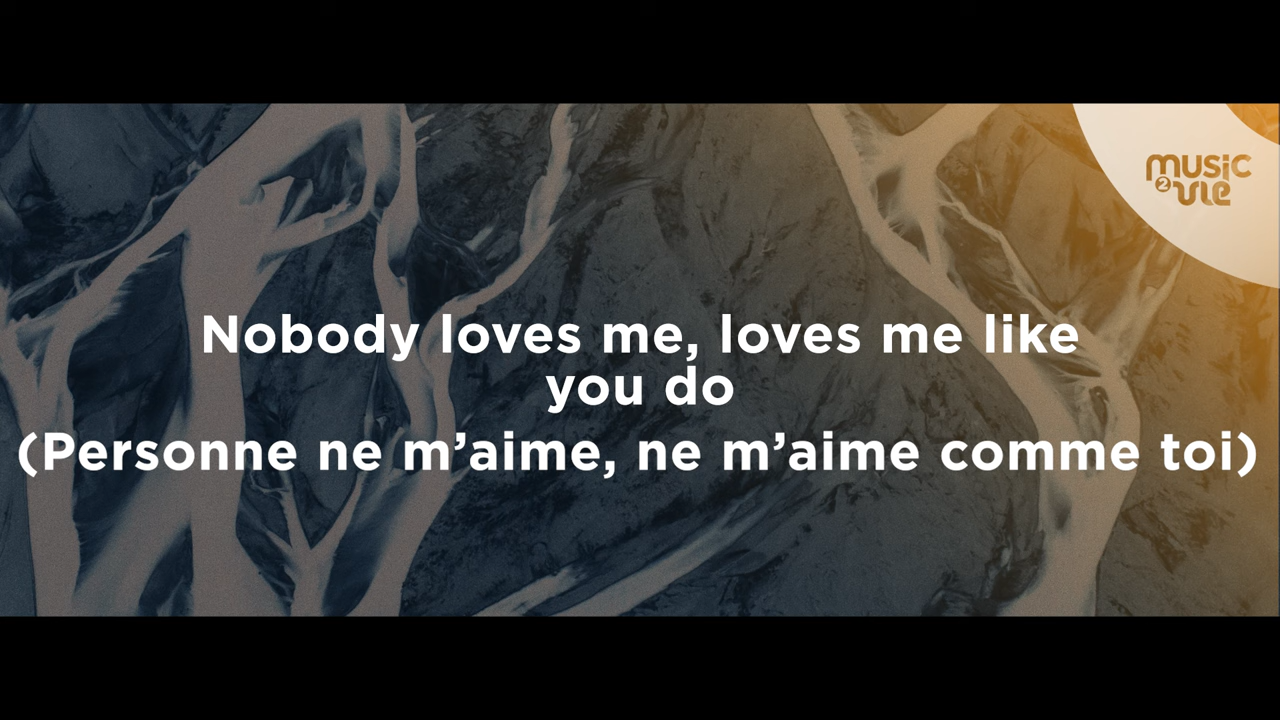 music
2 vie
Nobody loves me, loves me like
you do
(Personne ne m’aime, ne m’aime comme toi)